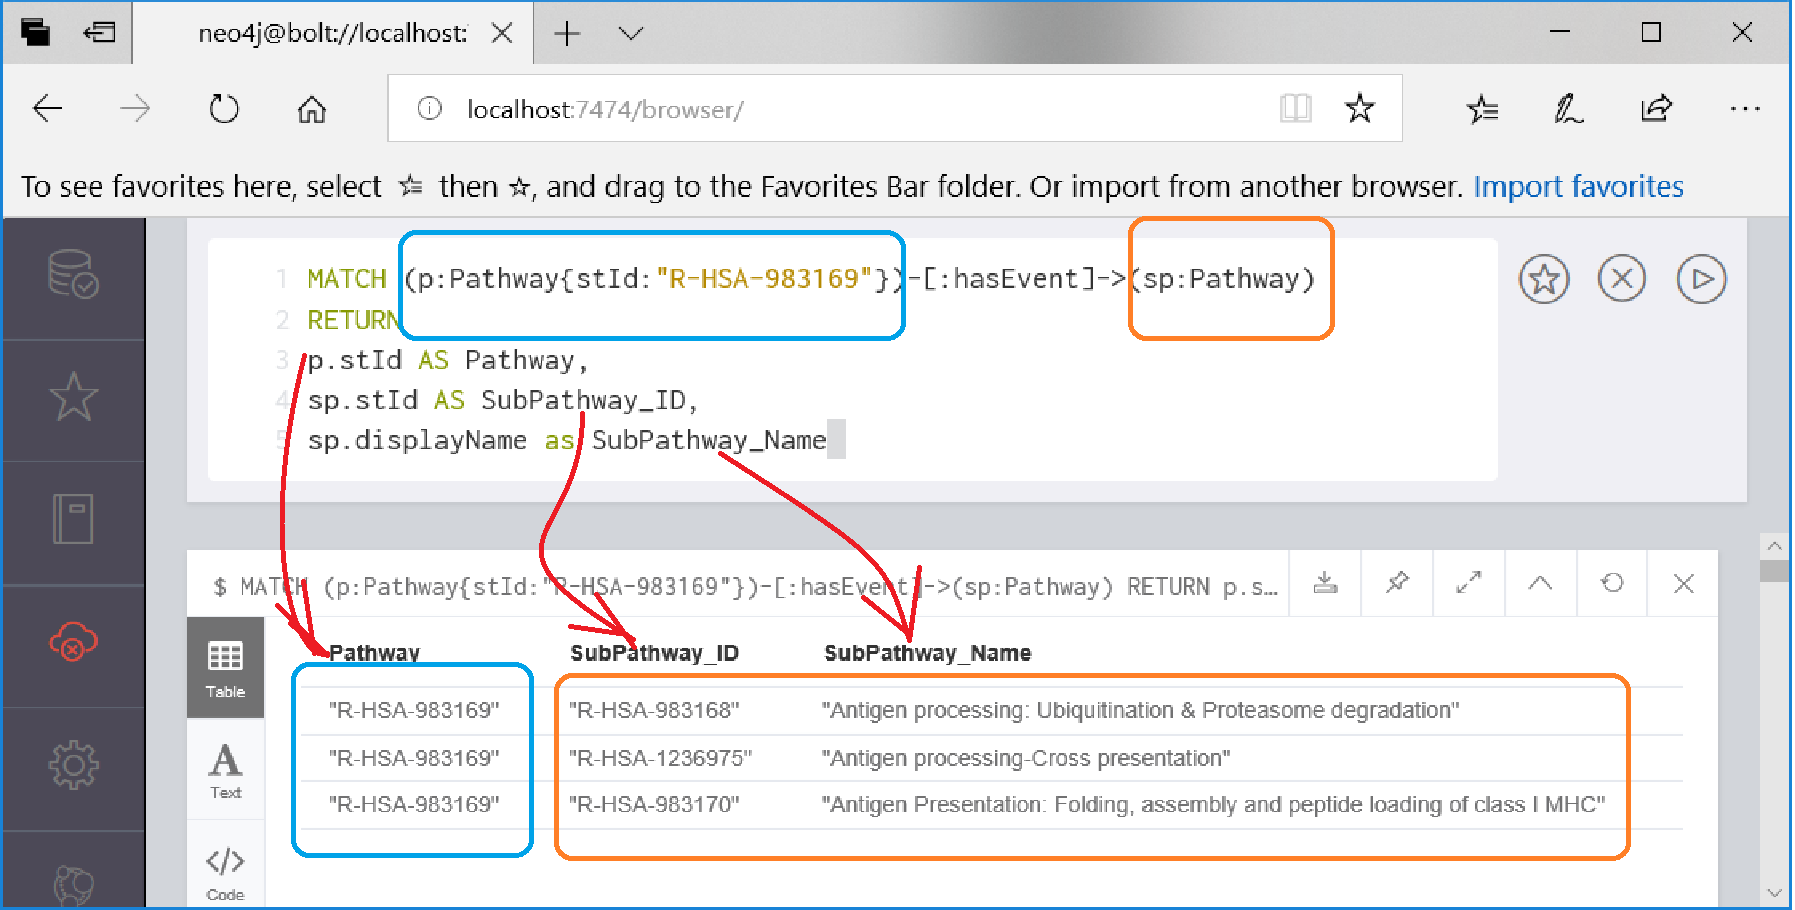 neo4j@bolt://localhost:
localhost:7474/browser/
To see favorites here, select then , and drag to the Favorites Bar folder. Or import from another browser. Import favorites
1 MATCH (p:Pathway{stId:"R-HSA-983169"})-[:hasEvent]->(sp:Pathway)
2 RETURN
3 p.stId AS Pathway,
4 sp.stId AS SubPathway_ID,
5 sp.displayName as SubPathway_Name
$ MATCH (p:Pathway{stId:"R-HSA-983169"})-[:hasEvent]->(sp:Pathway) RETURN p.s…
Pathway SubPathway_ID SubPathway_Name
"R-HSA-983169" "R-HSA-983168" "Antigen processing: Ubiquitination & Proteasome degradation"
"R-HSA-983169" "R-HSA-1236975" "Antigen processing-Cross presentation"
"R-HSA-983169" "R-HSA-983170" "Antigen Presentation: Folding, assembly and peptide loading of class I MHC"
Table
A
Text
</>
Code